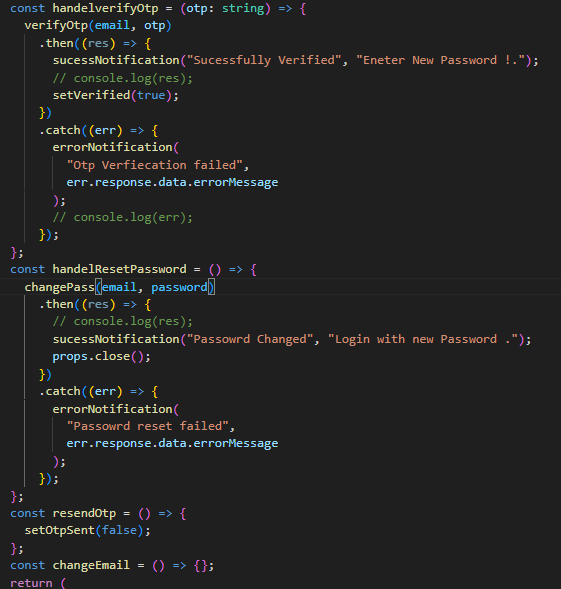 const handelverifyOtp = (otp: string) => {
  verifyOtp(email, otp)
    .then((res) => {
      sucessNotification("Sucessfully Verified", "Eneter New Password !.");
      // console.log(res);
      setVerified(true);
    })
    .catch((err) => {
      errorNotification(
        "Otp Verfiecation failed",
        err.response.data.errorMessage
      );
      // console.log(err);
    });
};
const handelResetPassword = () => {
  changePass(email, password)
    .then((res) => {
      // console.log(res);
      sucessNotification("Passowrd Changed", "Login with new Password .");
      props.close();
    })
    .catch((err) => {
      errorNotification(
        "Passowrd reset failed",
        err.response.data.errorMessage
      );
    });
};
const resendOtp = () => {
  setOtpSent(false);
};
const changeEmail = () => {};
return (